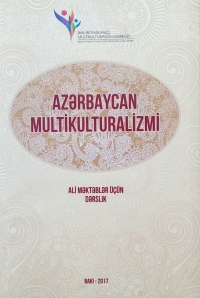 AZƏRBAYCAN
MULTİKULTURALİZMİ
ALİ MƏKTƏBLƏR ÜÇÜN
DƏRSLİK
BAKI - 2017